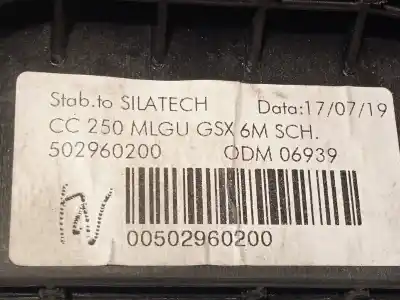 Stab.to SILATECH Data:17/07/19
CC 250 MLGU GSX 6M SCH.
502960200 ODM 06939
00502960200